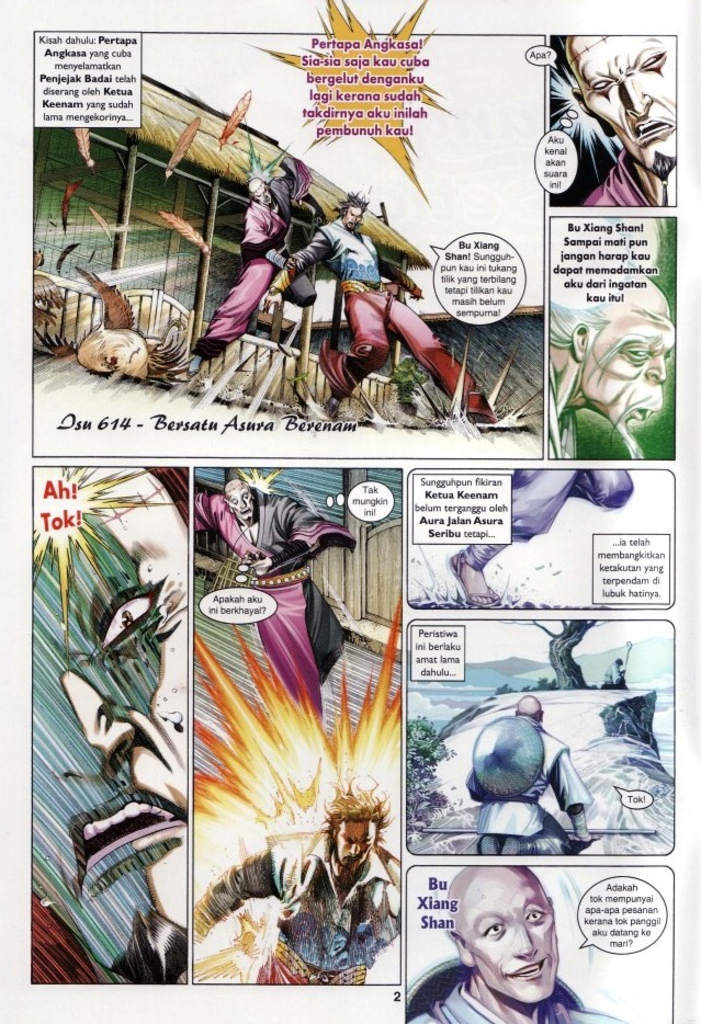 Kisah dahulu: Pertapa
Angkasa yang cuba
menyelamatkan
Penjejak Badai telah
diserang oleh Ketua
Keenam yang sudah
lama mengekorinya...
Pertapa Angkasa!
Sia-sia saja kau cuba
bergelut denganku
lagi kerana sudah
takdirnya aku inilah
pembunuh kau!
Bu Xiang
Shan! Sungguh-
pun kau ini tukang
tilik yang terbilang
tetapi tilikan kau
masih belum
sempurna!
Isu 614 - Bersatu Asura Berenam
Apa?
Aku
kenal
akan
suara
ini!
Bu Xiang Shan!
Sampai mati pun
jangan harap kau
dapat memadamkan
aku dari ingatan
kau itu!
Ah!
Tok!
Tak
mungkin
ini!
Apakah aku
ini berkhayal?
Sungguhpun fikiran
Ketua Keenam
belum terganggu oleh
Aura Jalan Asura
Seribu tetapi...
...ia telah
membangkitkan
ketakutan yang
terpendam di
lubuk hatinya.
Peristiwa
ini berlaku
amat lama
dahulu...
Tok!
Bu
Xiang
Shan
Adakah
tok mempunyai
apa-apa pesanan
kerana tok panggil
aku datang ke
mari?
2